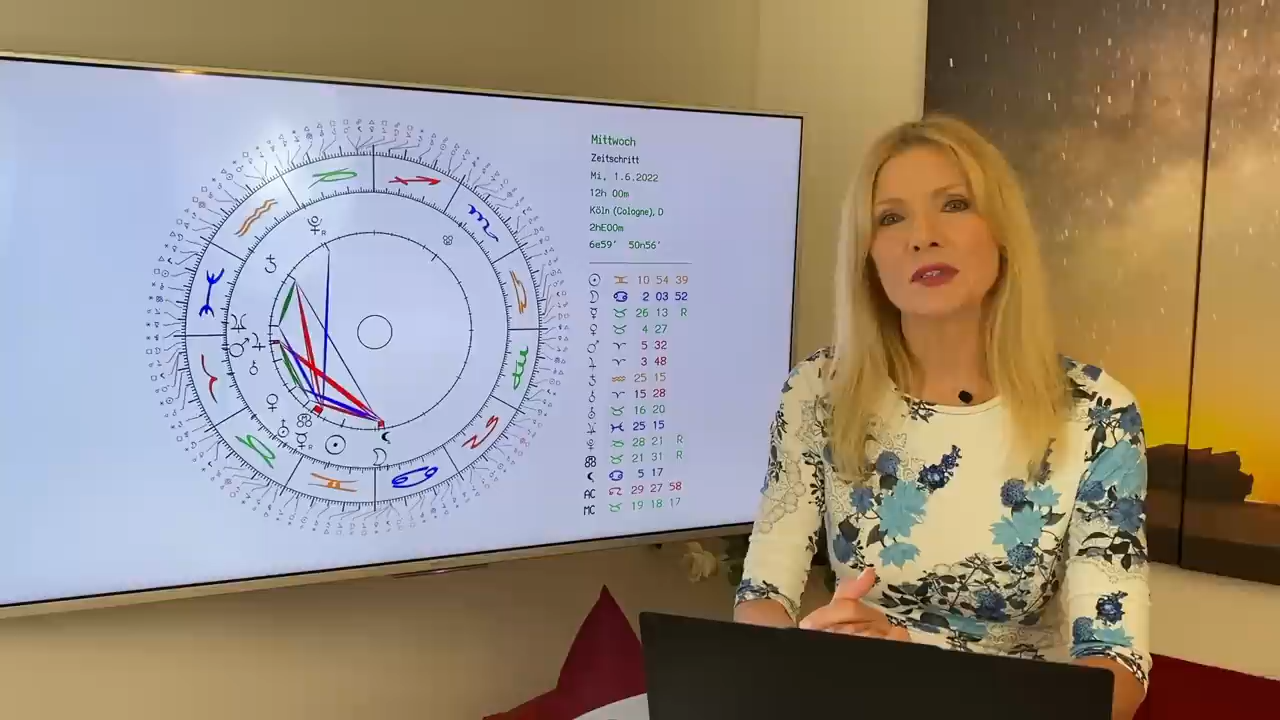 Mittwoch
Zeitschritt
Mi, 1.6.2022
12h 00m
Köln (Cologne), D
2hE00m
6e59' 50n56'
☉ ♊ 10 54 39
☽ ♋ 2 03 52
☿ ♉ 26 13 R
♀ ♉ 4 27
♂ ♈ 5 32
♃ ♈ 3 48
♄ ♒ 25 15
⚷ ♈ 15 28
♅ ♉ 16 20
♆ ♓ 25 15
♇ ♑ 28 21 R
☊ ♉ 21 31 R
⚸ ♋ 5 17
AC ♌ 29 27 58
MC ♉ 19 18 17